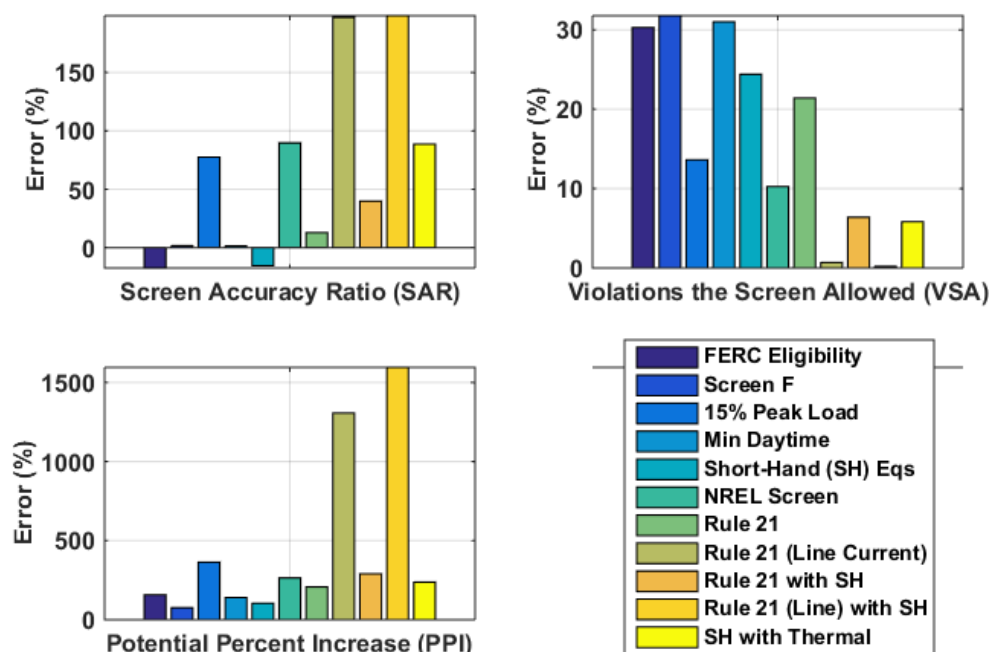 150
100
50
0
Error (%)
Screen Accuracy Ratio (SAR)
30
20
10
0
Error (%)
Violations the Screen Allowed (VSA)
1500
1000
500
0
Error (%)
Potential Percent Increase (PPI)
FERC Eligibility
Screen F
15% Peak Load
Min Daytime
Short-Hand (SH) Eqs
NREL Screen
Rule 21
Rule 21 (Line Current)
Rule 21 with SH
Rule 21 (Line) with SH
SH with Thermal